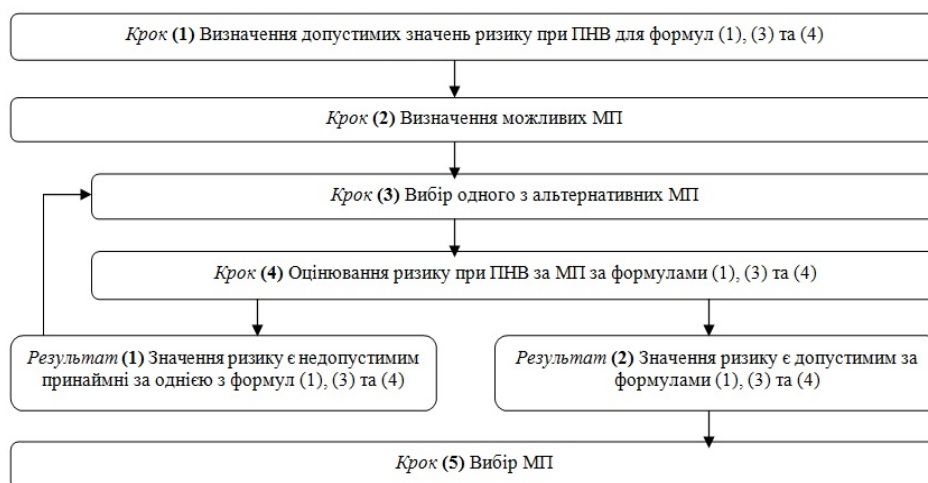 Крок (1) Визначення допустимих значень ризику при ПНВ для формул (1), (3) та (4)
Крок (2) Визначення можливих МП
Крок (3) Вибір одного з альтернативних МП
Крок (4) Оцінювання ризику при ПНВ за МП за формулами (1), (3) та (4)
Результат (1) Значення ризику є недопустимим
принаймні за однією з формул (1), (3) та (4)
Результат (2) Значення ризику є допустимим за
формулами (1), (3) та (4)
Крок (5) Вибір МП